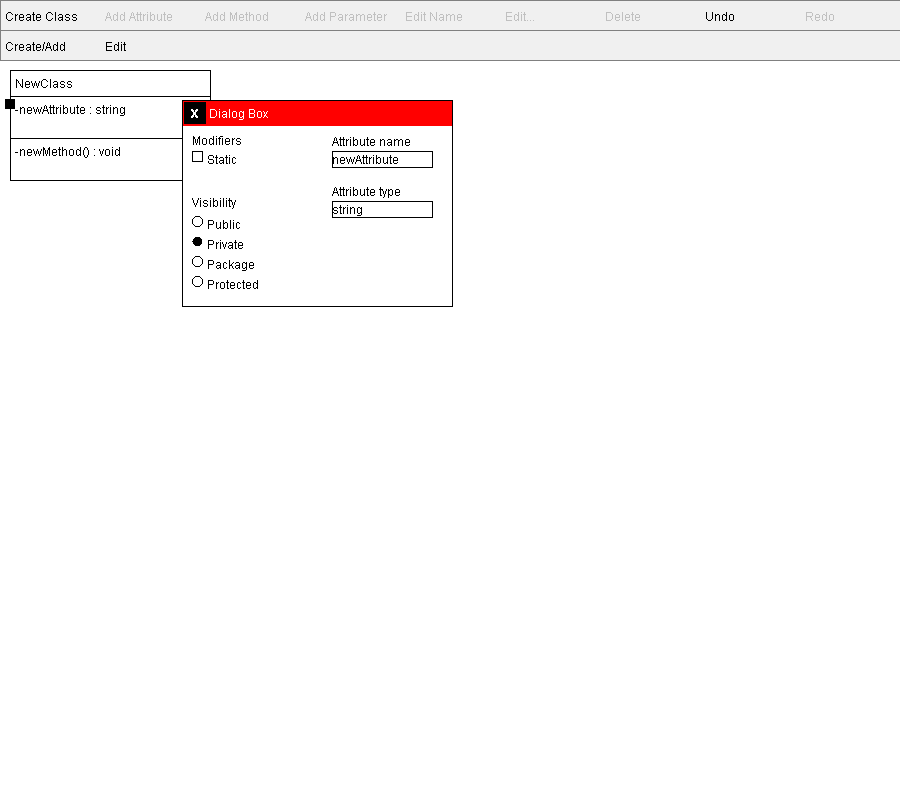 Create Class Add Attribute Add Method Add Parameter Edit Name Edit... Delete Undo Redo
Create/Add Edit
NewClass
-newAttribute : string
-newMethod() : void
X Dialog Box
Modifiers
Static
Visibility
Public
Private
Package
Protected
Attribute name
newAttribute
Attribute type
string